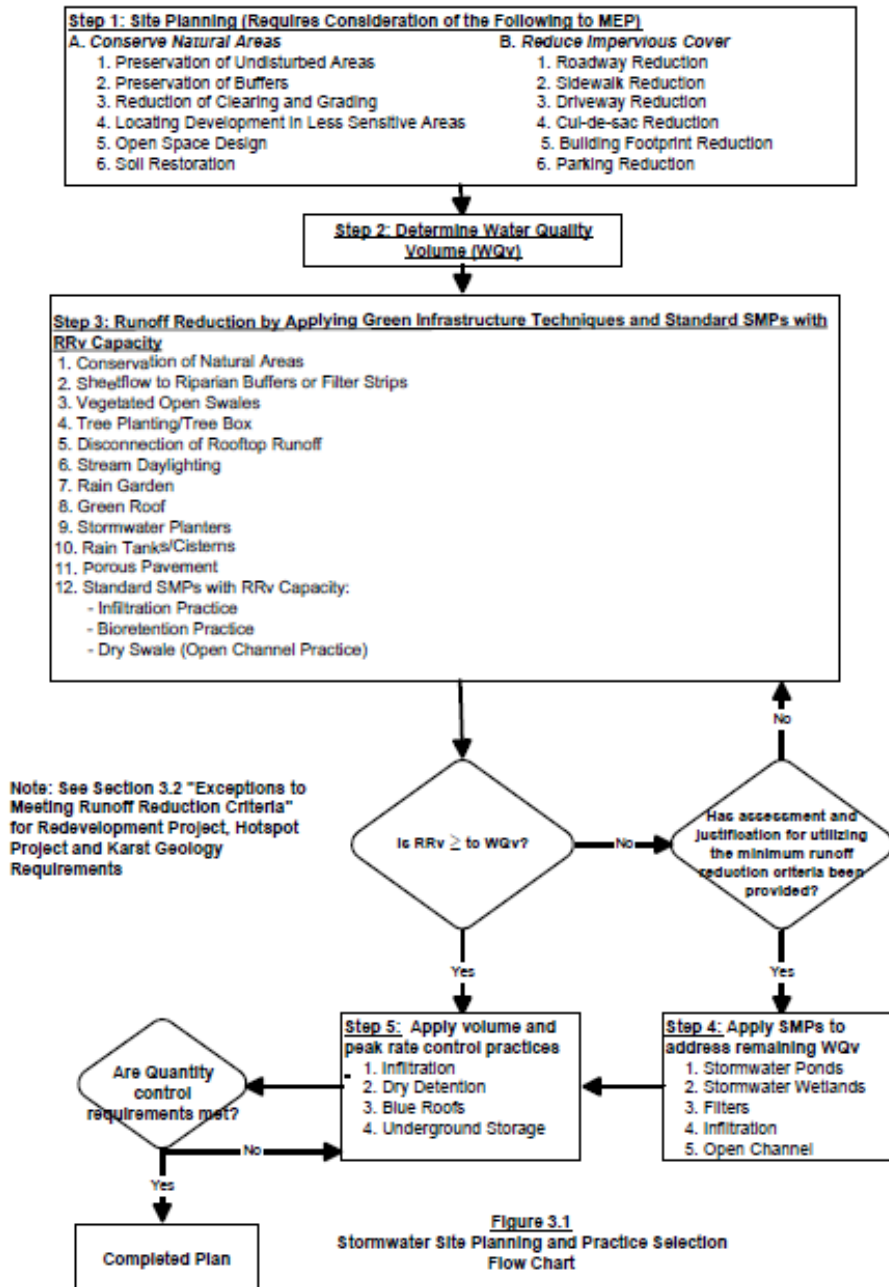 Step 1: Site Planning (Requires Consideration of the Following to MEP)
A. Conserve Natural Areas
1. Preservation of Undisturbed Areas
2. Preservation of Buffers
3. Reduction of Clearing and Grading
4. Locating Development in Less Sensitive Areas
5. Open Space Design
6. Soil Restoration
B. Reduce Impervious Cover
1. Roadway Reduction
2. Sidewalk Reduction
3. Driveway Reduction
4. Cul-de-sac Reduction
5. Building Footprint Reduction
6. Parking Reduction
Step 2: Determine Water Quality
Volume (WQv)
Step 3: Runoff Reduction by Applying Green Infrastructure Techniques and Standard SMPs with
RRv Capacity
1. Conservation of Natural Areas
2. Sheetflow to Riparian Buffers or Filter Strips
3. Vegetated Open Swales
4. Tree Planting/Tree Box
5. Disconnection of Rooftop Runoff
6. Stream Daylighting
7. Rain Garden
8. Green Roof
9. Stormwater Planters
10. Rain Tanks/Cisterns
11. Porous Pavement
12. Standard SMPs with RRv Capacity:
- Infiltration Practice
- Bioretention Practice
- Dry Swale (Open Channel Practice)
No
Note: See Section 3.2 "Exceptions to
Meeting Runoff Reduction Criteria"
for Redevelopment Project, Hotspot
Project and Karst Geology
Requirements
Is RRv ≥ to WQv?
No
Has assessment and
justification for utilizing
the minimum runoff
reduction criteria been
provided?
Yes
Yes
Step 5: Apply volume and
peak rate control practices
1. Infiltration
2. Dry Detention
3. Blue Roofs
4. Underground Storage
Step 4: Apply SMPs to
address remaining WQv
1. Stormwater Ponds
2. Stormwater Wetlands
3. Filters
4. Infiltration
5. Open Channel
Are Quantity
control
requirements met?
No
Yes
Completed Plan
Figure 3.1
Stormwater Site Planning and Practice Selection
Flow Chart